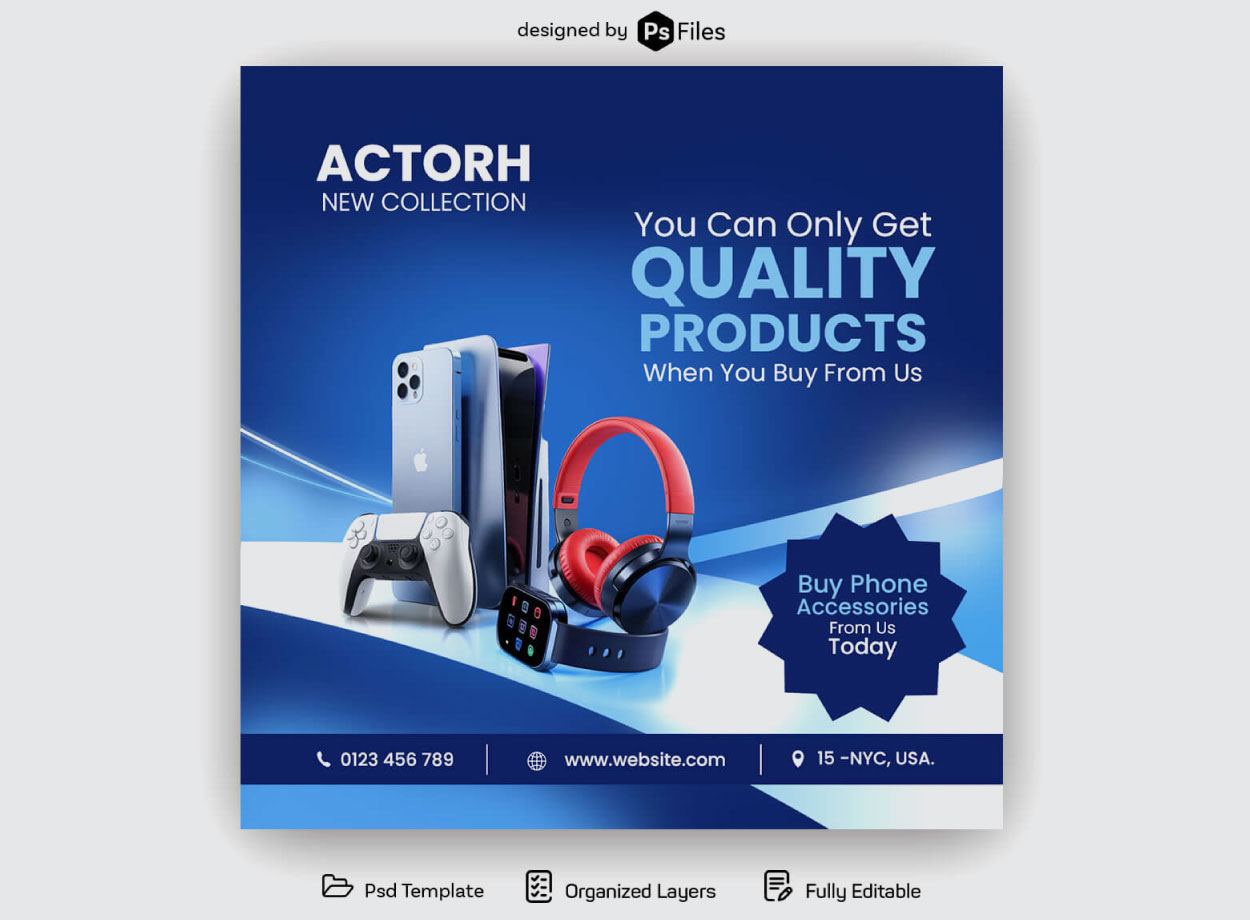 designed by Ps Files
ACTORH
NEW COLLECTION
You Can Only Get
QUALITY
PRODUCTS
When You Buy From Us
Buy Phone
Accessories
From Us
Today
0123 456 789
www.website.com
15 -NYC, USA.
Psd Template
Organized Layers
Fully Editable